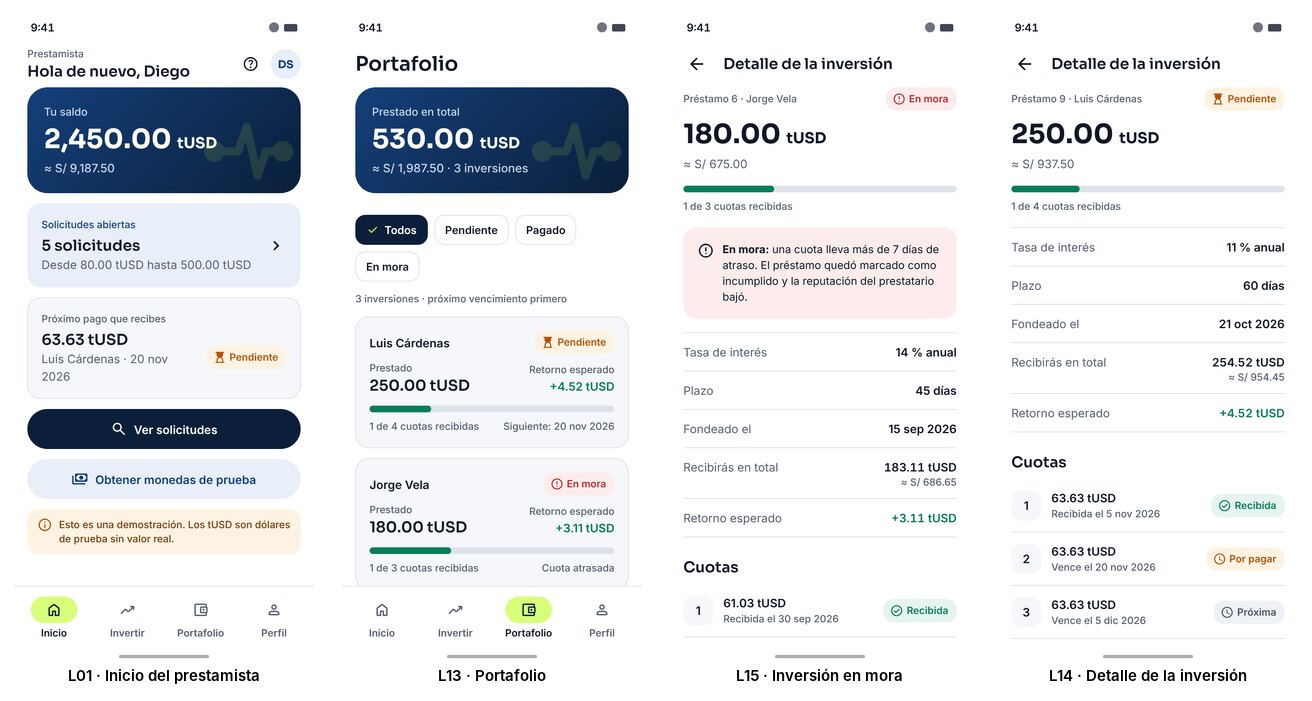 9:41
Prestamista
Hola de nuevo, Diego
DS
Tu saldo
2,450.00 tUSD
≈ S/ 9,187.50
Solicitudes abiertas
5 solicitudes
Desde 80.00 tUSD hasta 500.00 tUSD
Próximo pago que recibes
63.63 tUSD
Luis Cárdenas · 20 nov
2026
Pendiente
Ver solicitudes
Obtener monedas de prueba
Esto es una demostración. Los tUSD son dólares
de prueba sin valor real.
Inicio
Invertir
Portafolio
Perfil
L01 · Inicio del prestamista
9:41
Portafolio
Prestado en total
530.00 tUSD
≈ S/ 1,987.50 · 3 inversiones
Todos
Pendiente
Pagado
En mora
3 inversiones · próximo vencimiento primero
Luis Cárdenas
Pendiente
Prestado
Retorno esperado
250.00 tUSD
+4.52 tUSD
1 de 4 cuotas recibidas
Siguiente: 20 nov 2026
Jorge Vela
En mora
Prestado
Retorno esperado
180.00 tUSD
+3.11 tUSD
1 de 3 cuotas recibidas
Cuota atrasada
Inicio
Invertir
Portafolio
Perfil
L13 · Portafolio
9:41
Detalle de la inversión
Préstamo 6 · Jorge Vela
En mora
180.00 tUSD
≈ S/ 675.00
1 de 3 cuotas recibidas
En mora: una cuota lleva más de 7 días de
atraso. El préstamo quedó marcado como
incumplido y la reputación del prestatario
bajó.
Tasa de interés
14 % anual
Plazo
45 días
Fondeado el
15 sep 2026
Recibirás en total
183.11 tUSD
≈ S/ 686.65
Retorno esperado
+3.11 tUSD
Cuotas
1
61.03 tUSD
Recibida el 30 sep 2026
Recibida
L15 · Inversión en mora
9:41
Detalle de la inversión
Préstamo 9 · Luis Cárdenas
Pendiente
250.00 tUSD
≈ S/ 937.50
1 de 4 cuotas recibidas
Tasa de interés
11 % anual
Plazo
60 días
Fondeado el
21 oct 2026
Recibirás en total
254.52 tUSD
≈ S/ 954.45
Retorno esperado
+4.52 tUSD
Cuotas
1
63.63 tUSD
Recibida el 5 nov 2026
Recibida
2
63.63 tUSD
Vence el 20 nov 2026
Por pagar
3
63.63 tUSD
Vence el 5 dic 2026
Próxima
L14 · Detalle de la inversión